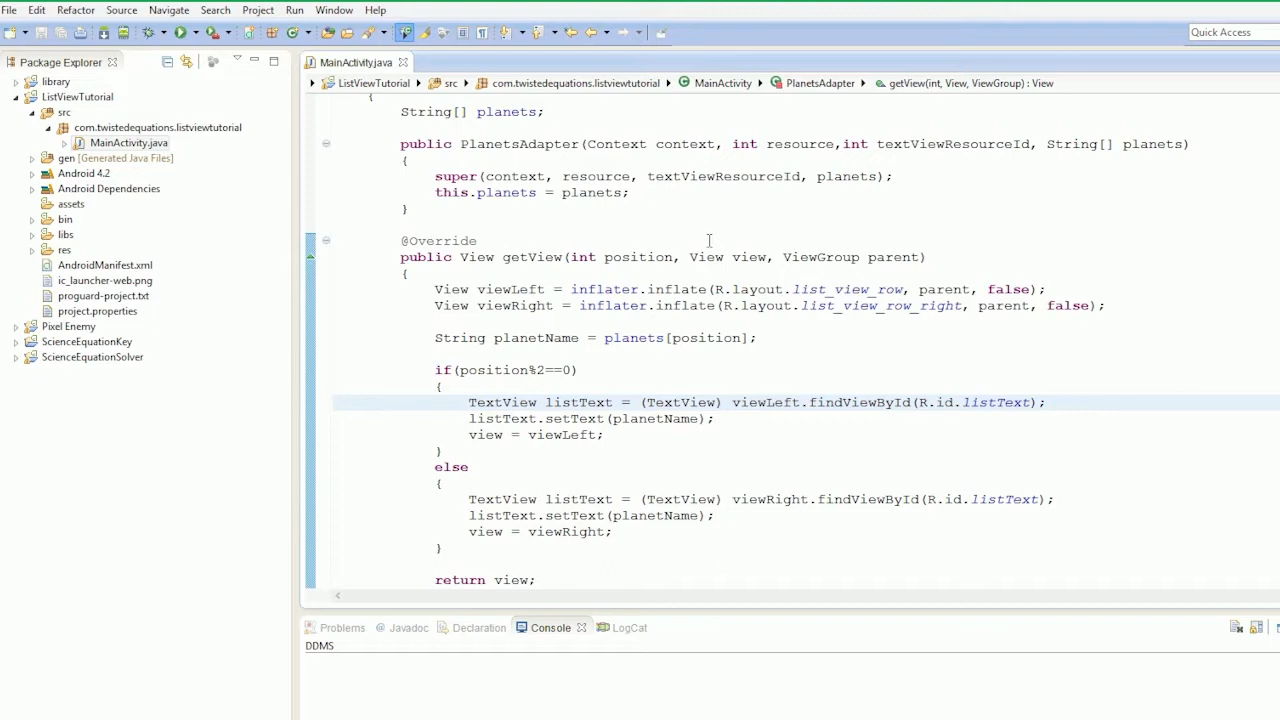 File Edit Refactor Source Navigate Search Project Run Window Help
Quick Access
Package Explorer
library
ListViewTutorial
src
com.twistedequations.listviewtutorial
MainActivity.java
gen [Generated Java Files]
Android 4.2
Android Dependencies
assets
bin
libs
res
AndroidManifest.xml
ic_launcher-web.png
proguard-project.txt
project.properties
Pixel Enemy
ScienceEquationKey
ScienceEquationSolver
MainActivity.java
ListViewTutorial src com.twistedequations.listviewtutorial MainActivity PlanetsAdapter getView(int, View, ViewGroup) : View
{
String[] planets;
public PlanetsAdapter(Context context, int resource,int textViewResourceId, String[] planets)
{
super(context, resource, textViewResourceId, planets);
this.planets = planets;
}
@Override
public View getView(int position, View view, ViewGroup parent)
{
View viewLeft = inflater.inflate(R.layout.list_view_row, parent, false);
View viewRight = inflater.inflate(R.layout.list_view_row_right, parent, false);
String planetName = planets[position];
if(position%2==0)
{
TextView listText = (TextView) viewLeft.findViewById(R.id.listText);
listText.setText(planetName);
view = viewLeft;
}
else
{
TextView listText = (TextView) viewRight.findViewById(R.id.listText);
listText.setText(planetName);
view = viewRight;
}
return view;
Problems @ Javadoc Declaration Console LogCat
DDMS